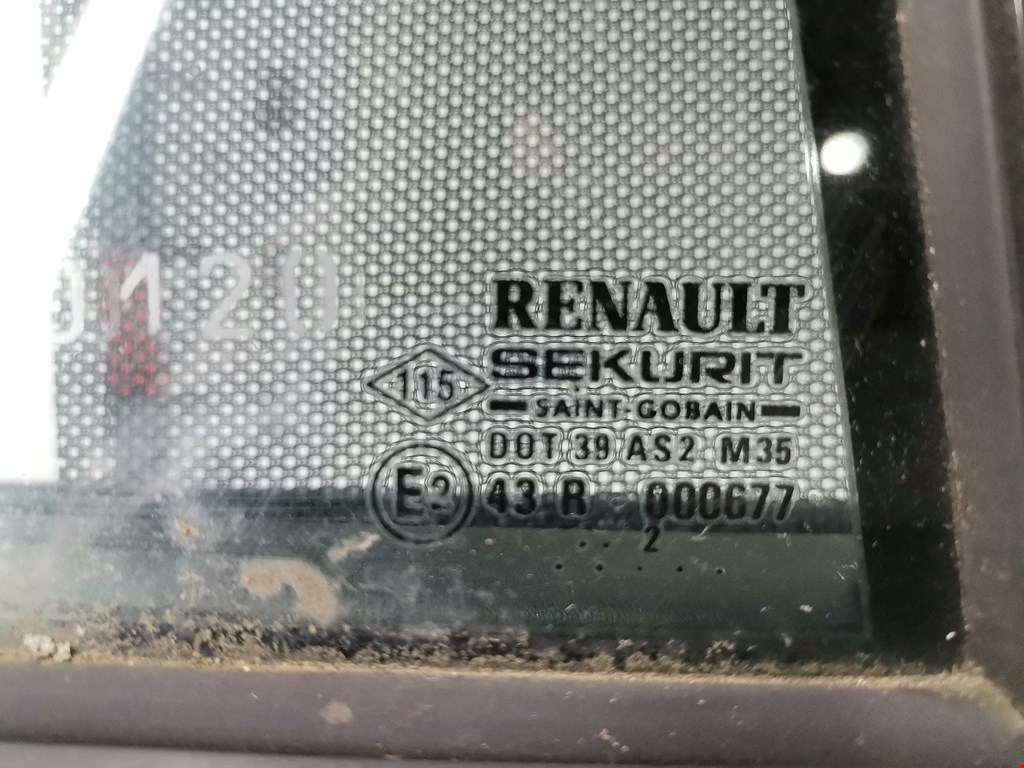 RENAULT
SEKURIT
115
SAINT-GOBAIN
DOT 39 AS2 M35
E2 43 R 000677
2
0120